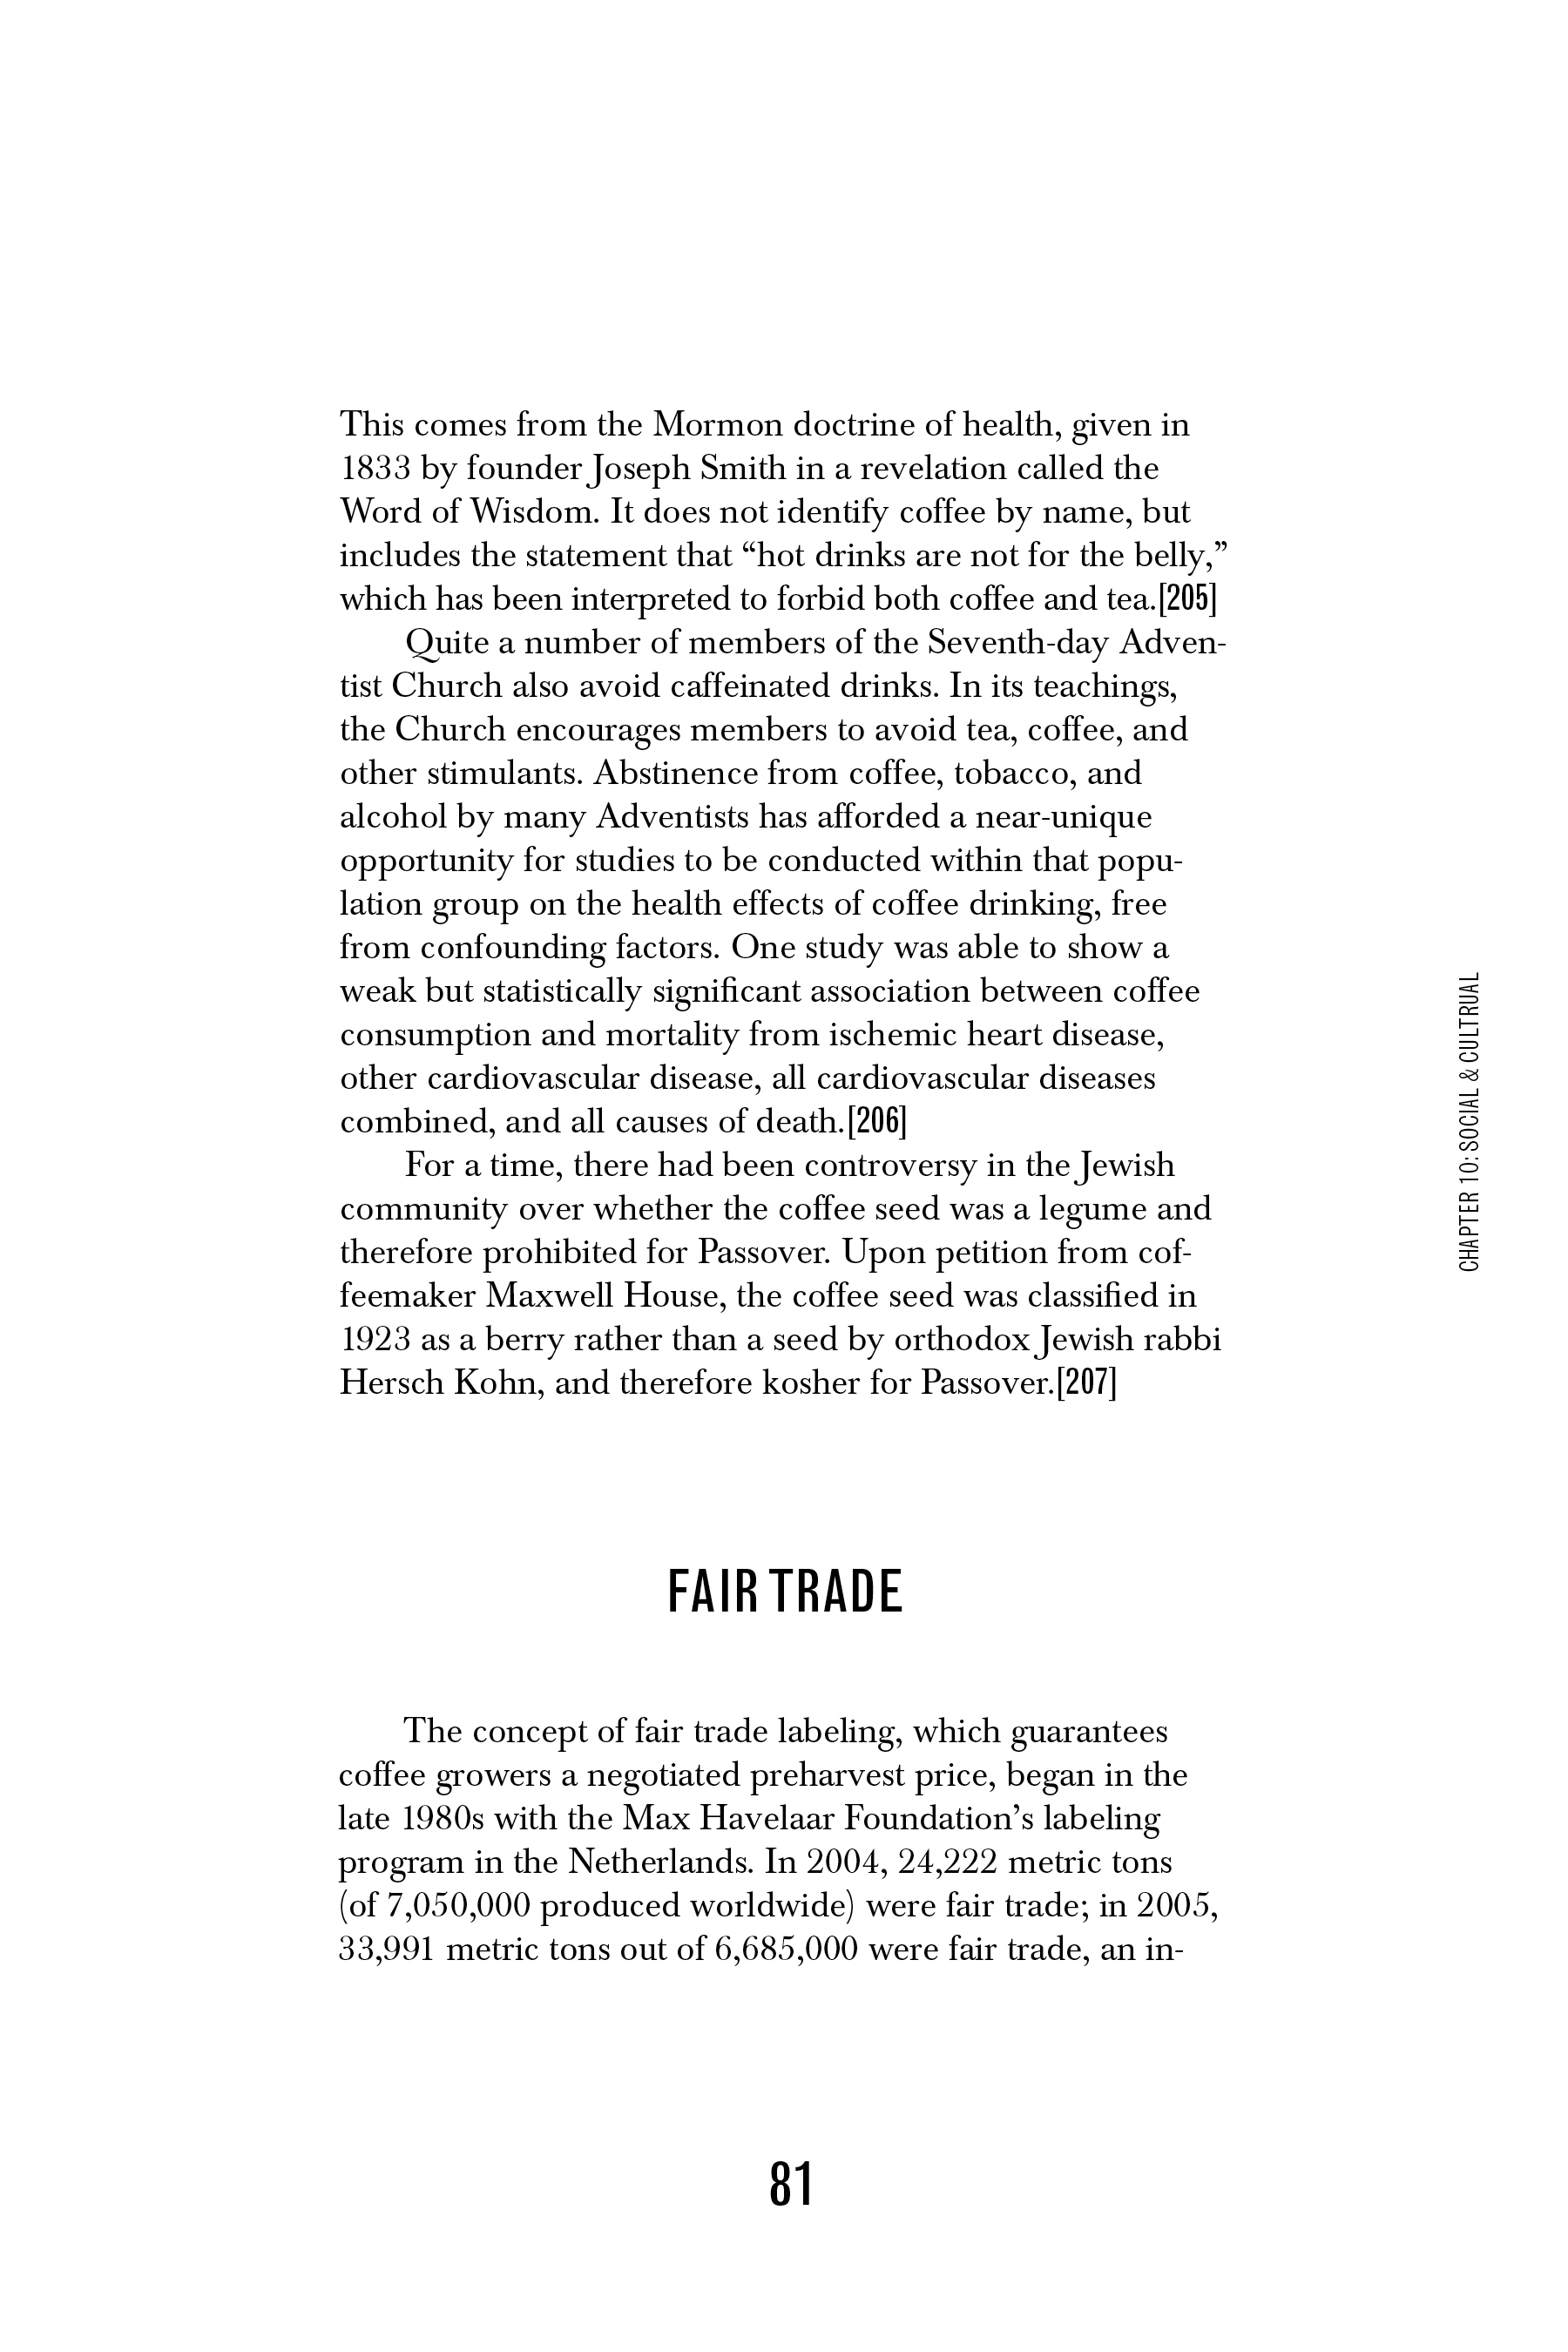 This comes from the Mormon doctrine of health, given in
1833 by founder Joseph Smith in a revelation called the
Word of Wisdom. It does not identify coffee by name, but
includes the statement that “hot drinks are not for the belly,”
which has been interpreted to forbid both coffee and tea.[205]
Quite a number of members of the Seventh-day Adven-
tist Church also avoid caffeinated drinks. In its teachings,
the Church encourages members to avoid tea, coffee, and
other stimulants. Abstinence from coffee, tobacco, and
alcohol by many Adventists has afforded a near-unique
opportunity for studies to be conducted within that popu-
lation group on the health effects of coffee drinking, free
from confounding factors. One study was able to show a
weak but statistically significant association between coffee
consumption and mortality from ischemic heart disease,
other cardiovascular disease, all cardiovascular diseases
combined, and all causes of death.[206]
For a time, there had been controversy in the Jewish
community over whether the coffee seed was a legume and
therefore prohibited for Passover. Upon petition from cof-
feemaker Maxwell House, the coffee seed was classified in
1923 as a berry rather than a seed by orthodox Jewish rabbi
Hersch Kohn, and therefore kosher for Passover.[207]
FAIR TRADE
The concept of fair trade labeling, which guarantees
coffee growers a negotiated preharvest price, began in the
late 1980s with the Max Havelaar Foundation’s labeling
program in the Netherlands. In 2004, 24,222 metric tons
(of 7,050,000 produced worldwide) were fair trade; in 2005,
33,991 metric tons out of 6,685,000 were fair trade, an in-
CHAPTER 10: SOCIAL & CULTRUAL
81